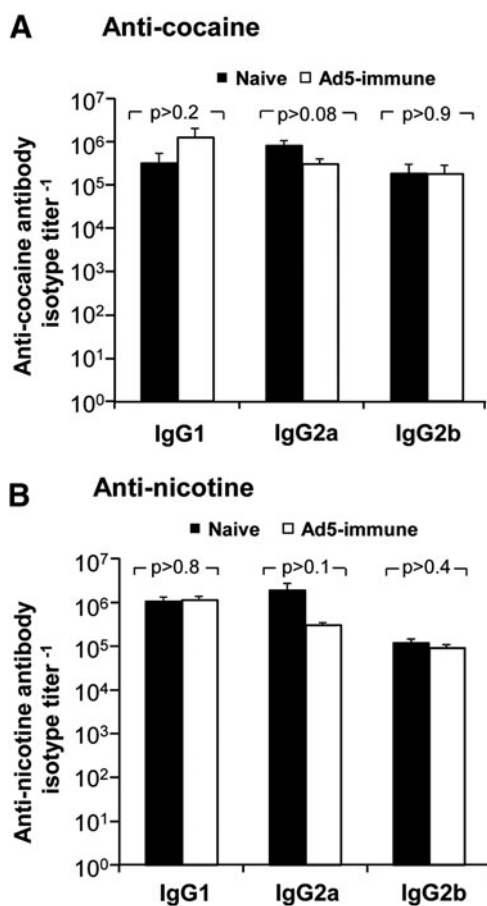 A Anti-cocaine
■ Naive □ Ad5-immune
p>0.2 p>0.08 p>0.9
10⁷
10⁶
10⁵
10⁴
10³
10²
10¹
10⁰
Anti-cocaine antibody
isotype titer ⁻¹
IgG1 IgG2a IgG2b
B Anti-nicotine
■ Naive □ Ad5-immune
p>0.8 p>0.1 p>0.4
10⁷
10⁶
10⁵
10⁴
10³
10²
10¹
10⁰
Anti-nicotine antibody
isotype titer ⁻¹
IgG1 IgG2a IgG2b